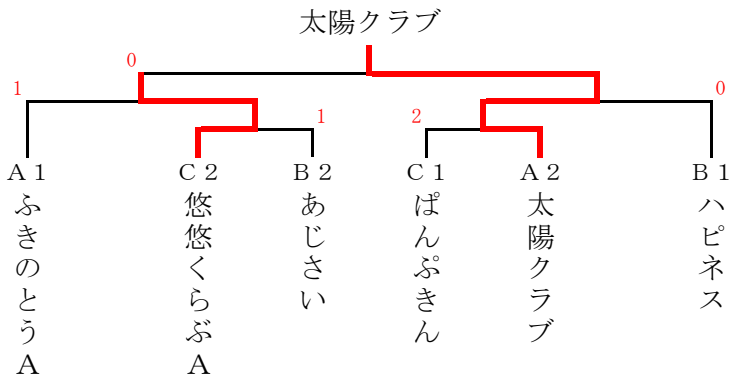 太陽クラブ
0
1
0
1
2
A 1
C 2
B 2
C 1
A 2
B 1
ふきのとうA
悠悠くらぶA
あじさい
ぱんぷきん
太陽クラブ
ハピネス